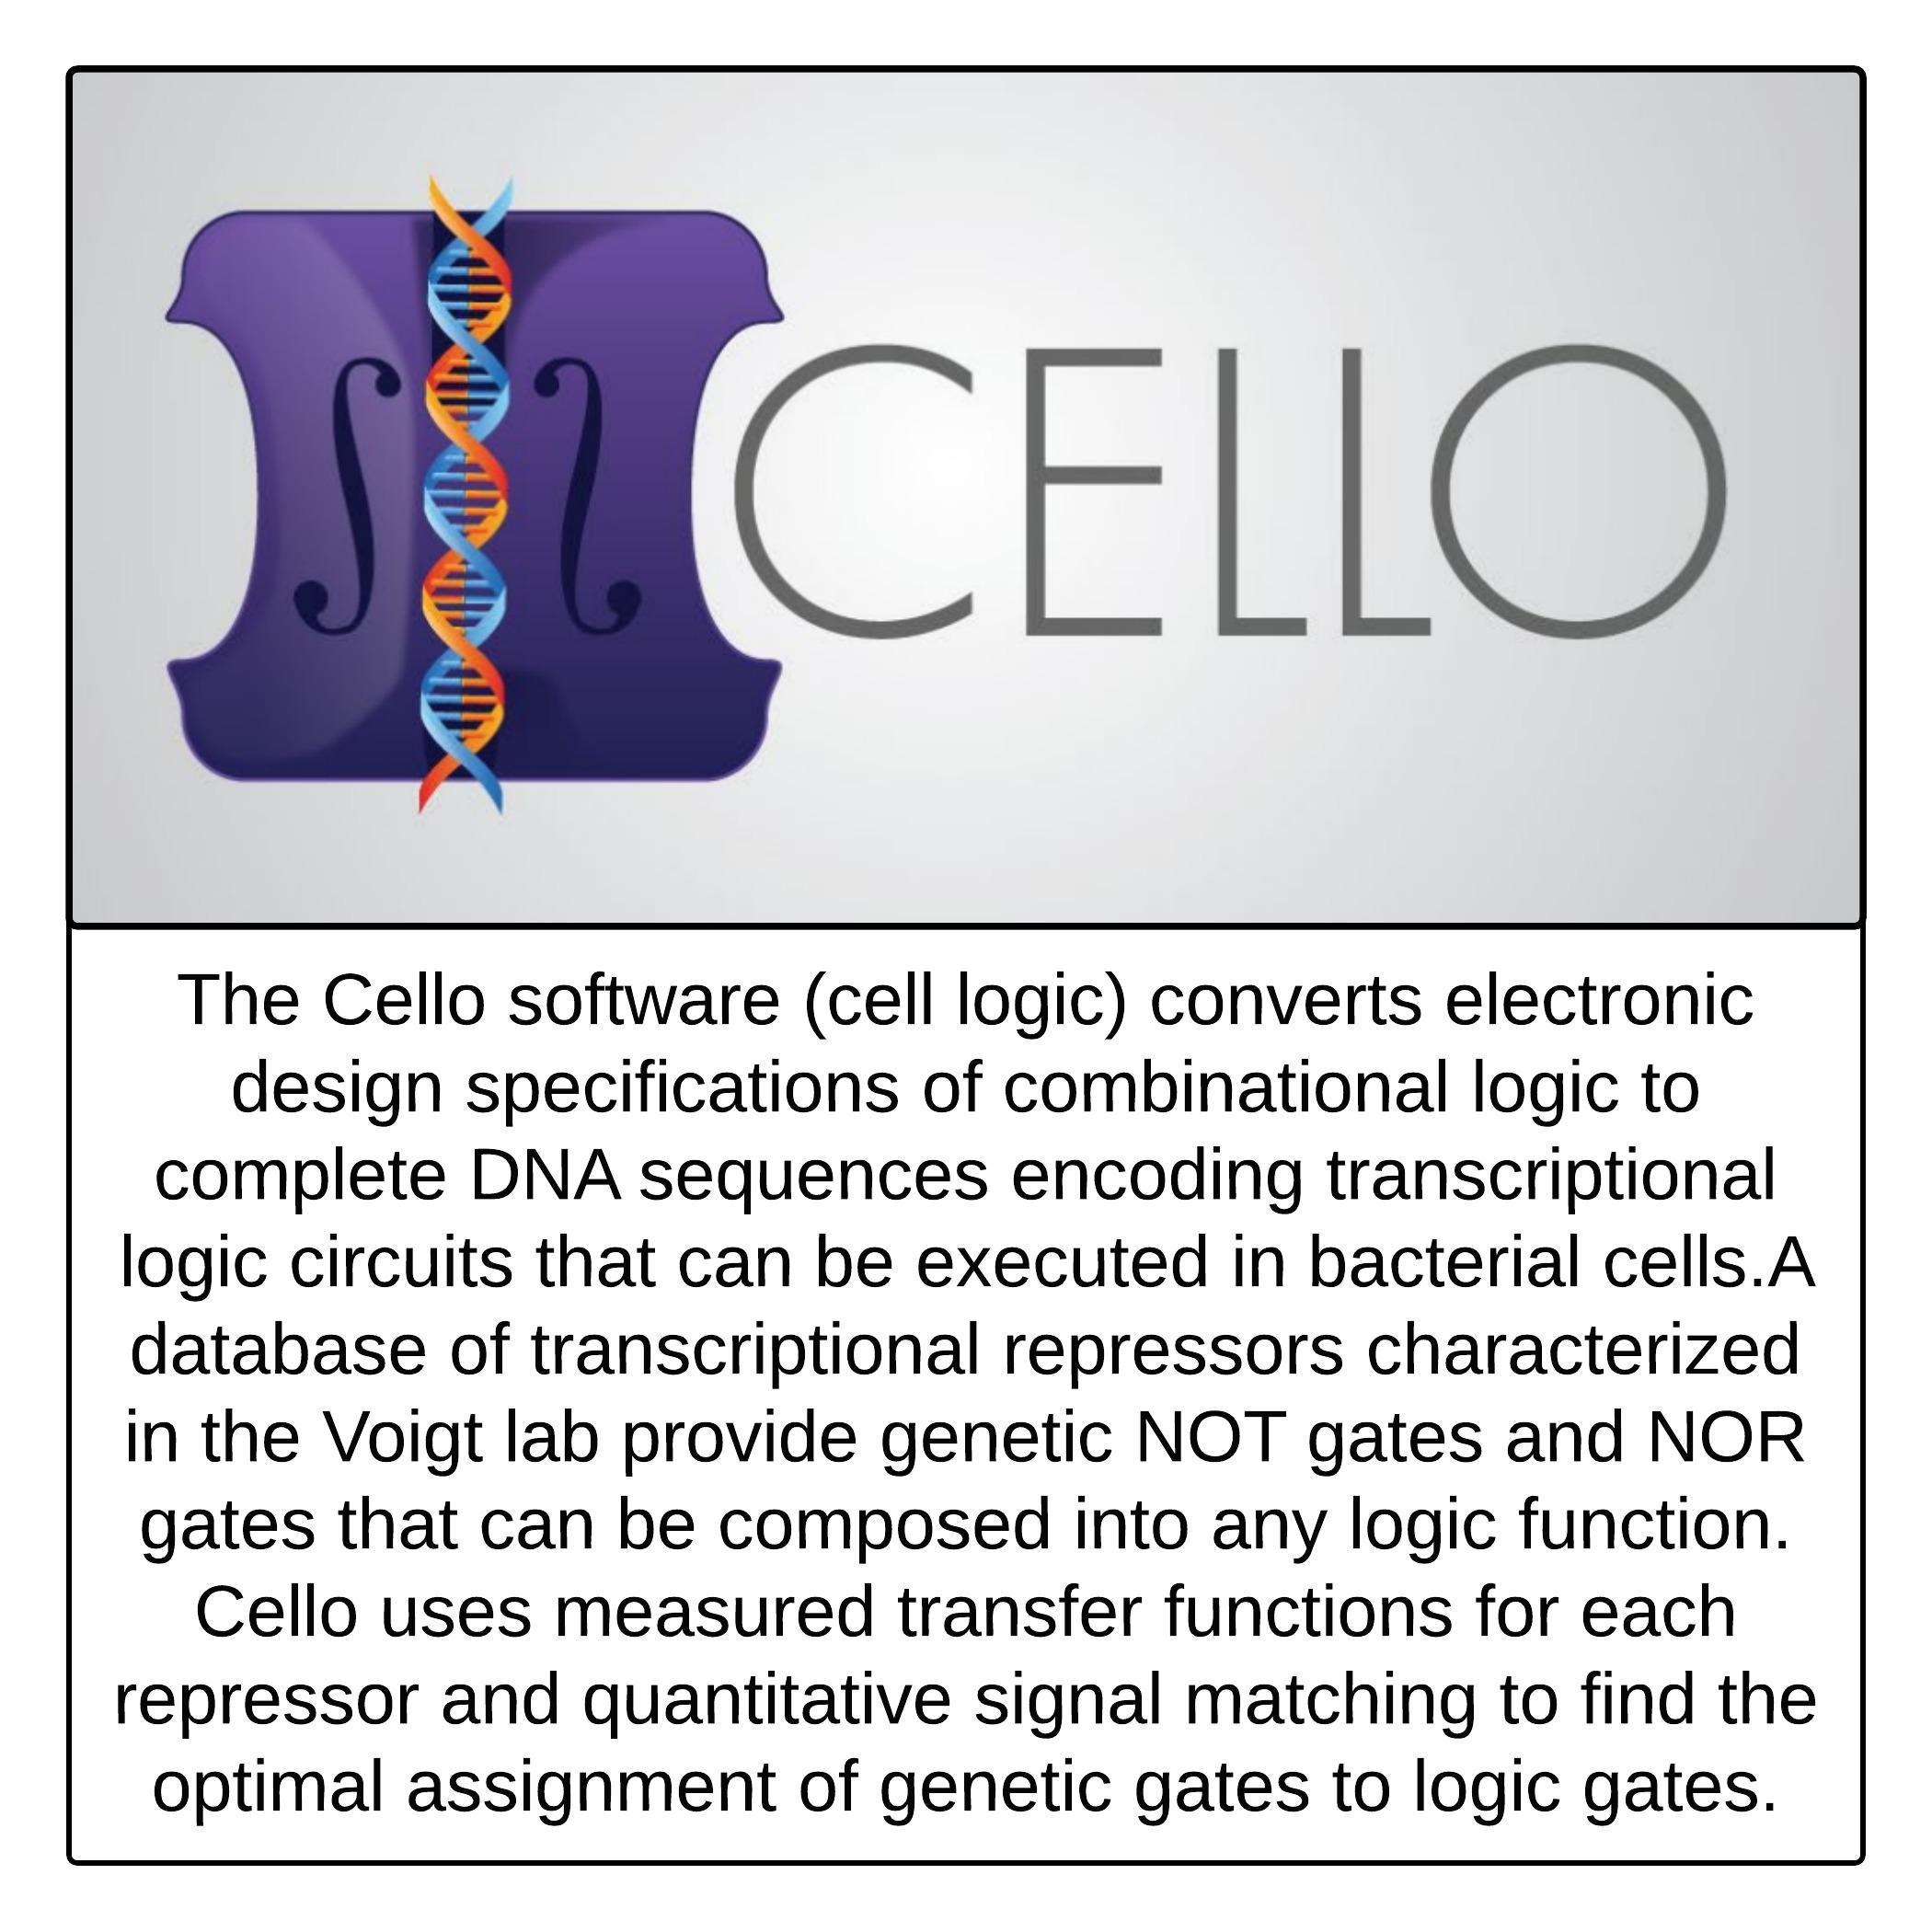 CELLO
The Cello software (cell logic) converts electronic
design specifications of combinational logic to
complete DNA sequences encoding transcriptional
logic circuits that can be executed in bacterial cells.A
database of transcriptional repressors characterized
in the Voigt lab provide genetic NOT gates and NOR
gates that can be composed into any logic function.
Cello uses measured transfer functions for each
repressor and quantitative signal matching to find the
optimal assignment of genetic gates to logic gates.